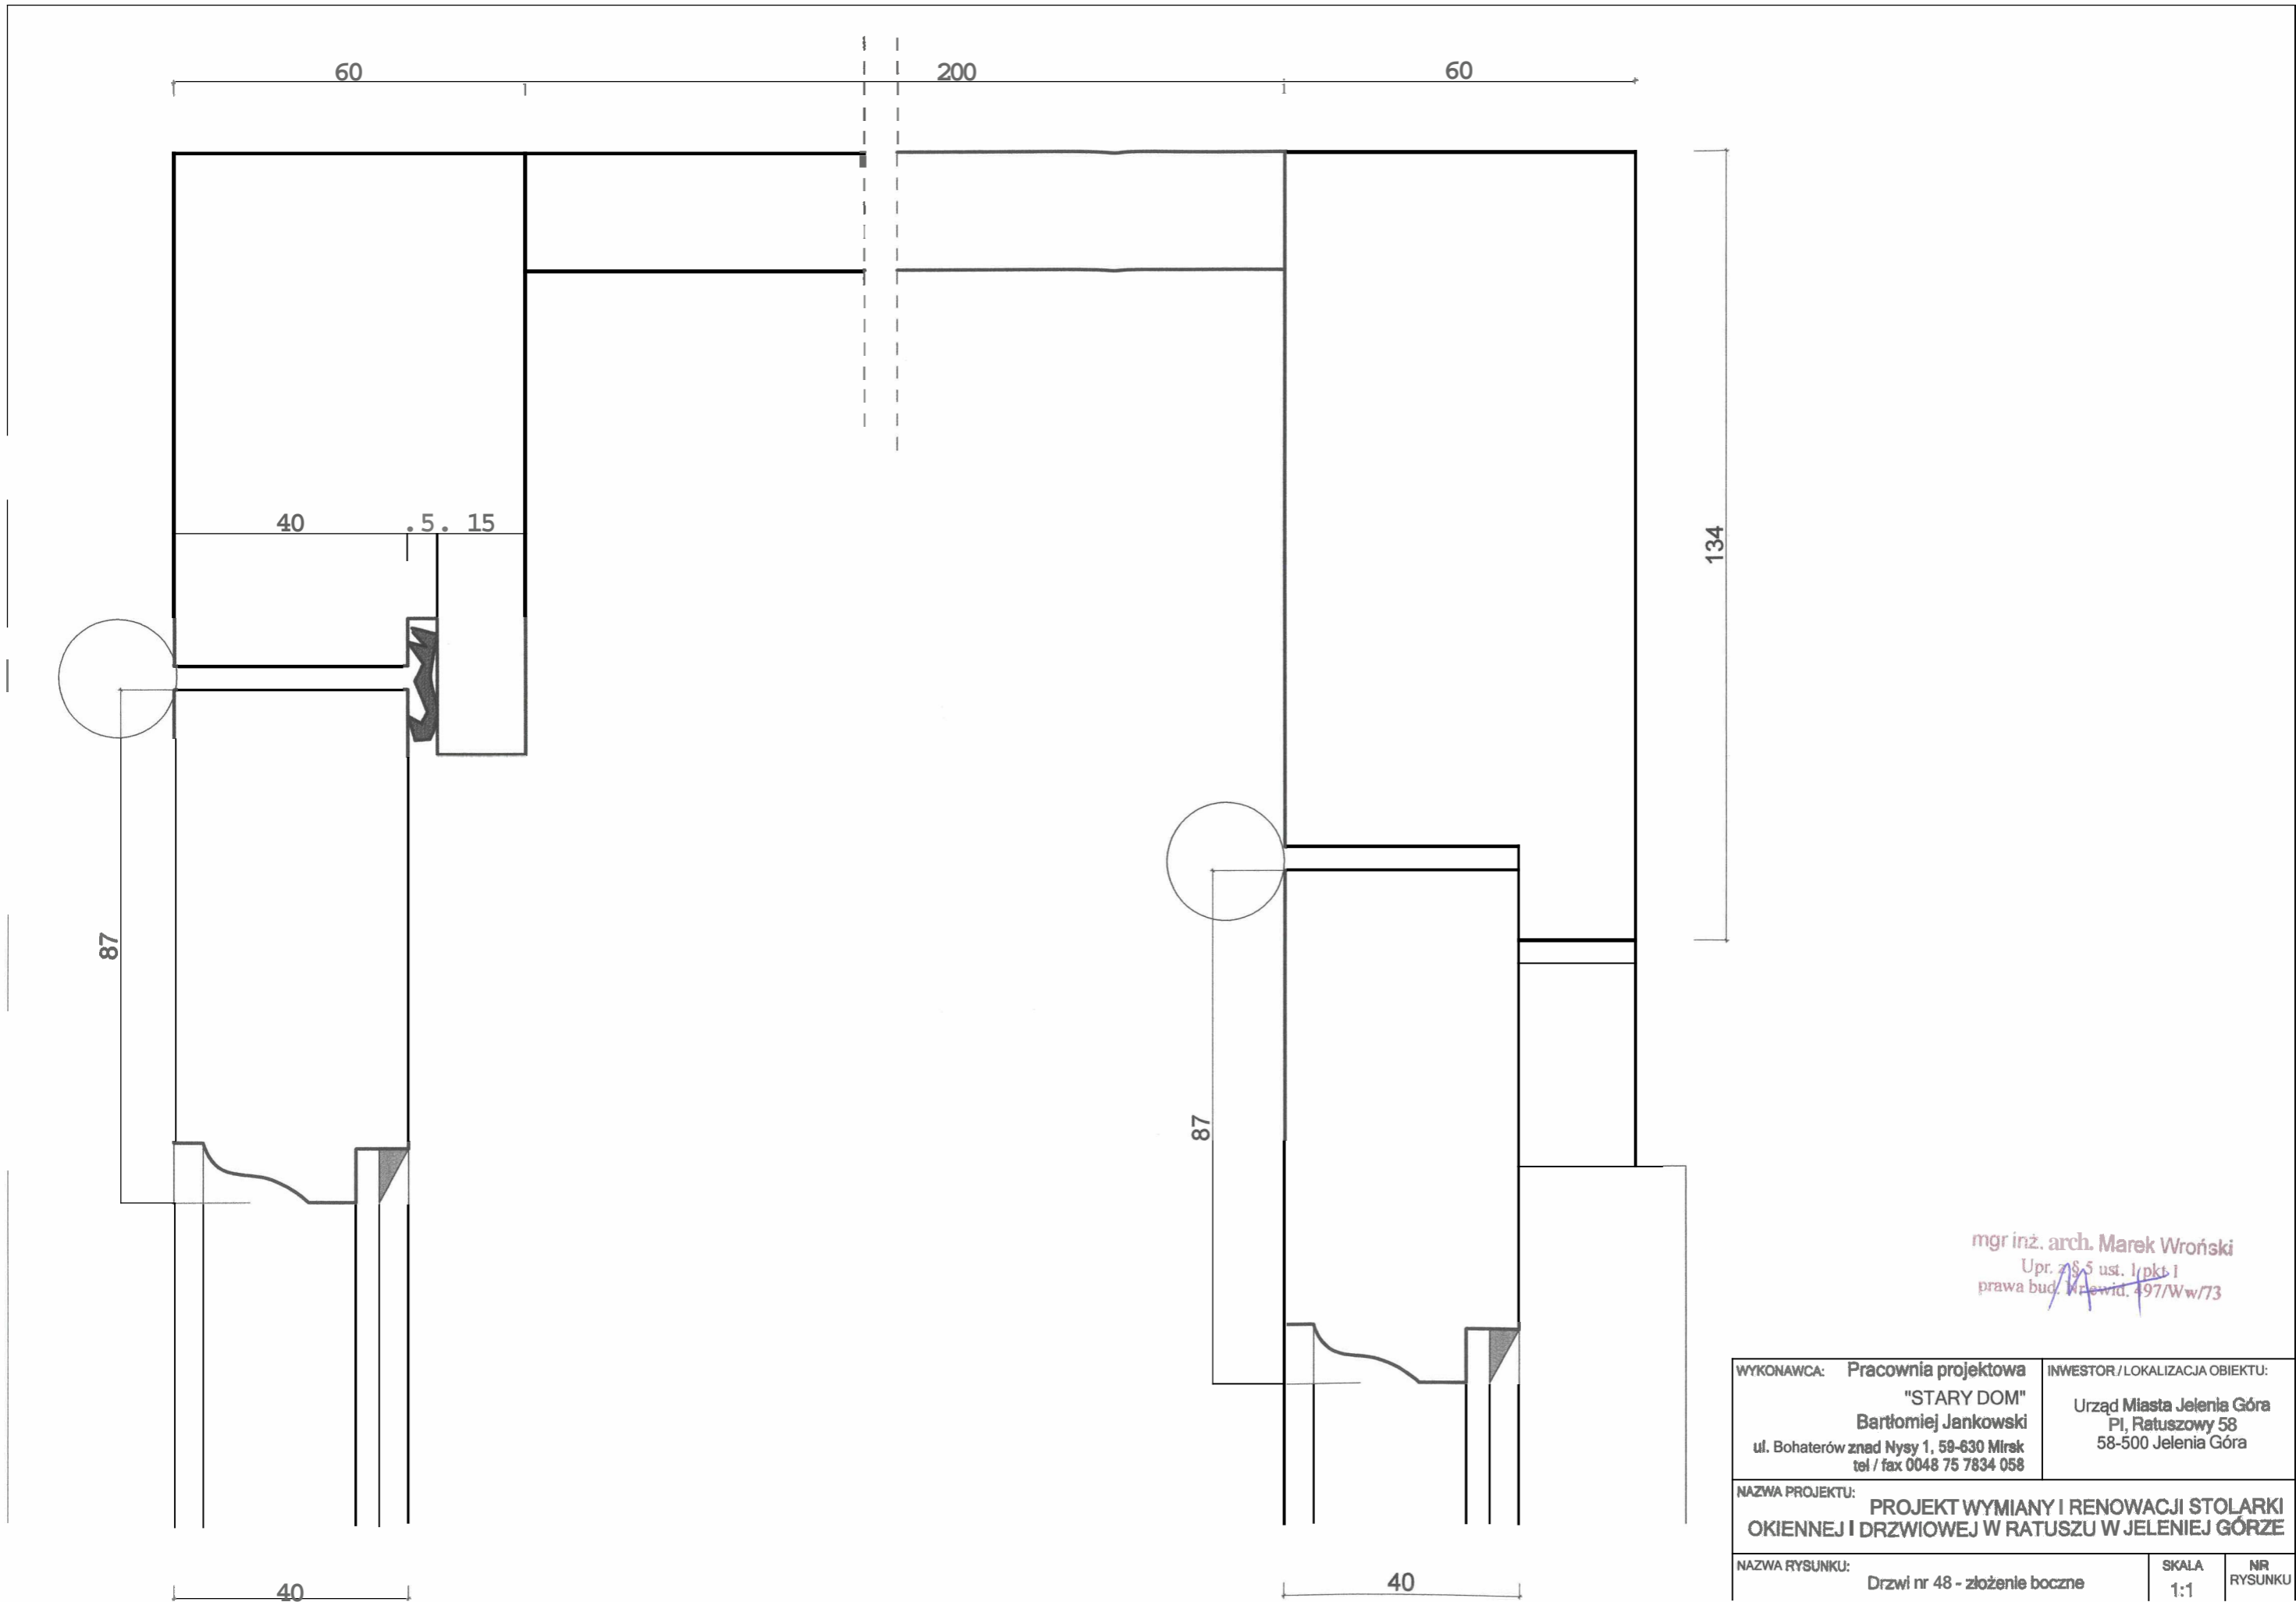 60 200 60
40 .5. 15
134
87
87
40 40
mgr inż. arch. Marek Wroński
Upr. z § 5 ust. 1 pkt 1
prawa bud. 497/Ww/73
WYKONAWCA: Pracownia projektowa
"STARY DOM"
Bartłomiej Jankowski
ul. Bohaterów znad Nysy 1, 59-630 Mirsk
tel / fax 0048 75 7834 058
INWESTOR / LOKALIZACJA OBIEKTU:
Urząd Miasta Jelenia Góra
Pl, Ratuszowy 58
58-500 Jelenia Góra
NAZWA PROJEKTU:
PROJEKT WYMIANY I RENOWACJI STOLARKI
OKIENNEJ I DRZWIOWEJ W RATUSZU W JELENIEJ GÓRZE
NAZWA RYSUNKU:
Drzwi nr 48 - złożenie boczne
SKALA
1:1
NR
RYSUNKU